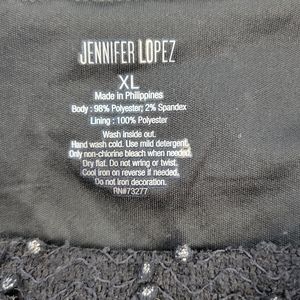 JENNIFER LOPEZ
XL
Made in Philippines
Body : 98% Polyester; 2% Spandex
Lining : 100% Polyester
Wash inside out.
Hand wash cold. Use mild detergent.
Only non-chlorine bleach when needed.
Dry flat. Do not wring or twist.
Cool iron on reverse if needed.
Do not iron decoration.
RN#73277